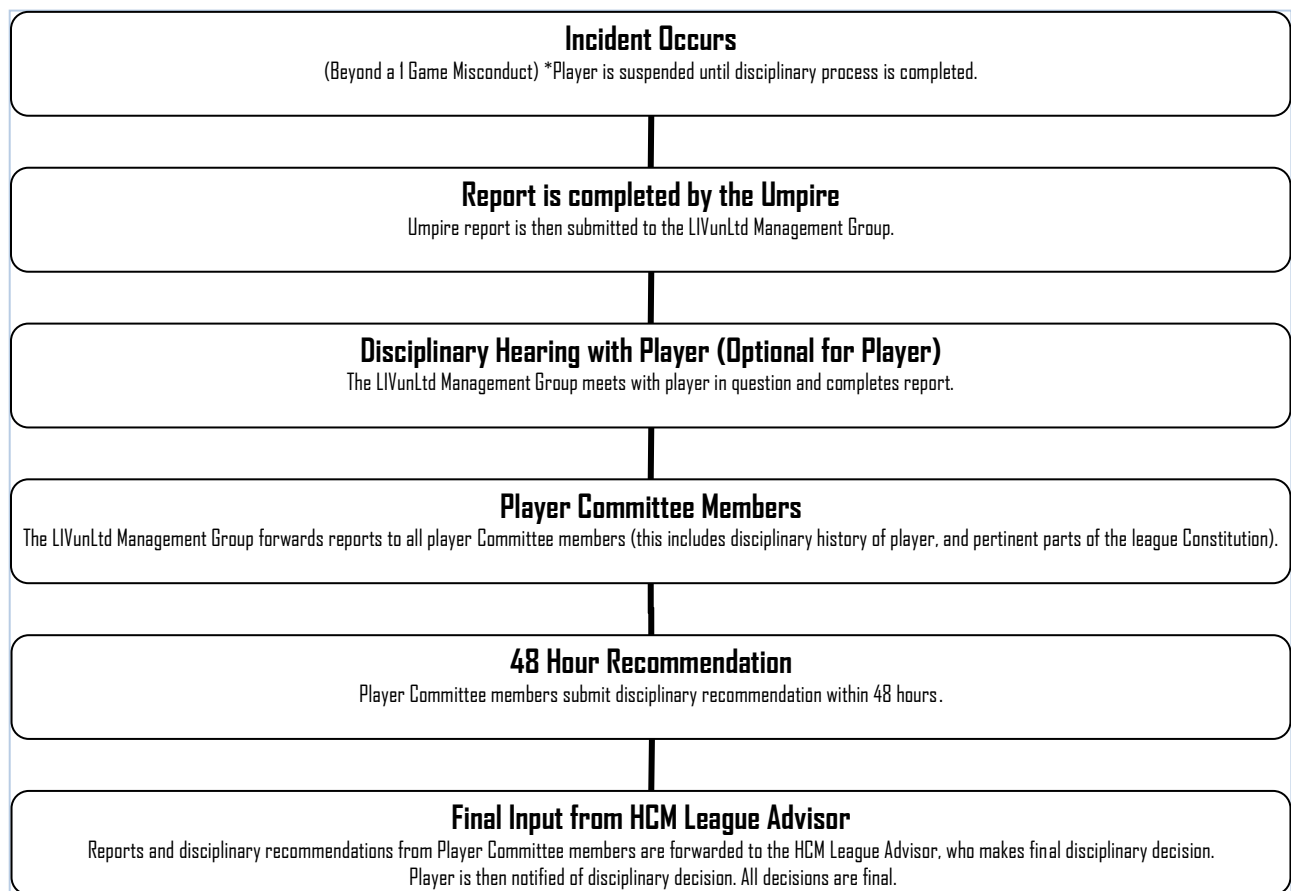 Incident Occurs
(Beyond a 1 Game Misconduct) *Player is suspended until disciplinary process is completed.
Report is completed by the Umpire
Umpire report is then submitted to the LIVunLtd Management Group.
Disciplinary Hearing with Player (Optional for Player)
The LIVunLtd Management Group meets with player in question and completes report.
Player Committee Members
The LIVunLtd Management Group forwards reports to all player Committee members (this includes disciplinary history of player, and pertinent parts of the league Constitution).
48 Hour Recommendation
Player Committee members submit disciplinary recommendation within 48 hours.
Final Input from HCM League Advisor
Reports and disciplinary recommendations from Player Committee members are forwarded to the HCM League Advisor, who makes final disciplinary decision.
Player is then notified of disciplinary decision. All decisions are final.